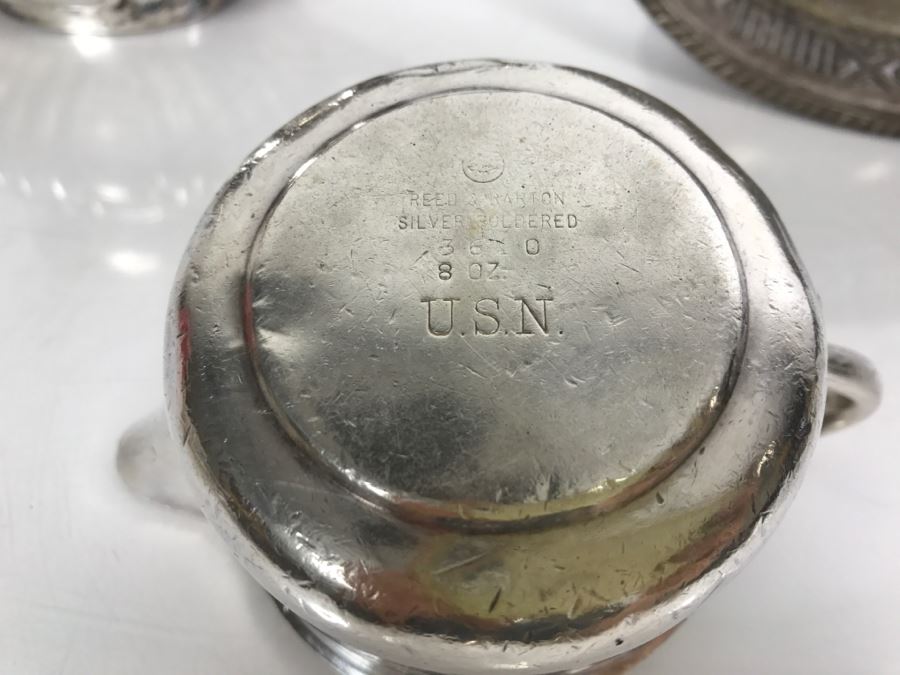 REED & BARTON
SILVER SOLDERED
8 OZ.
U.S.N.